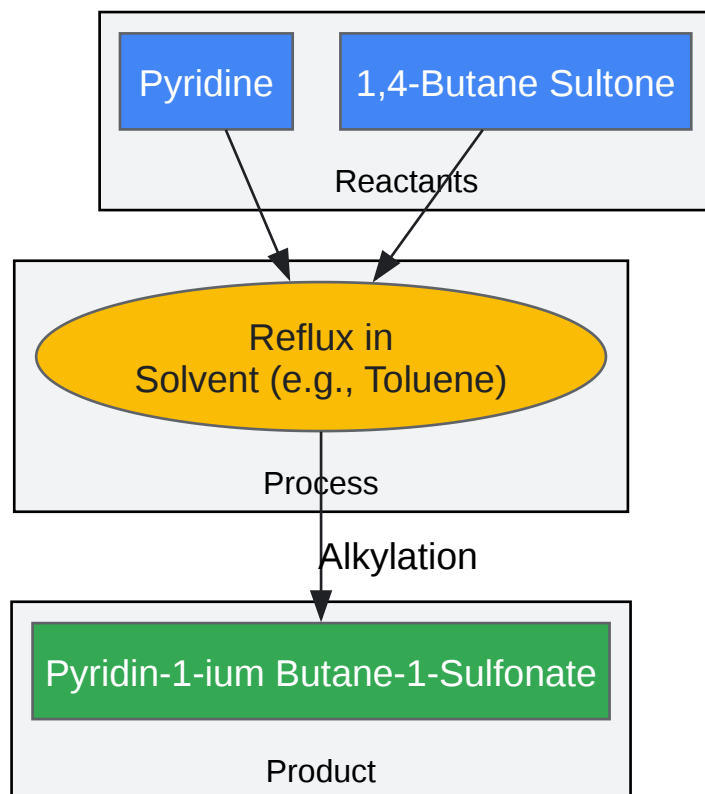 Pyridine
1,4-Butane Sultone
Reactants
Reflux in
Solvent (e.g., Toluene)
Process
Alkylation
Pyridin-1-ium Butane-1-Sulfonate
Product